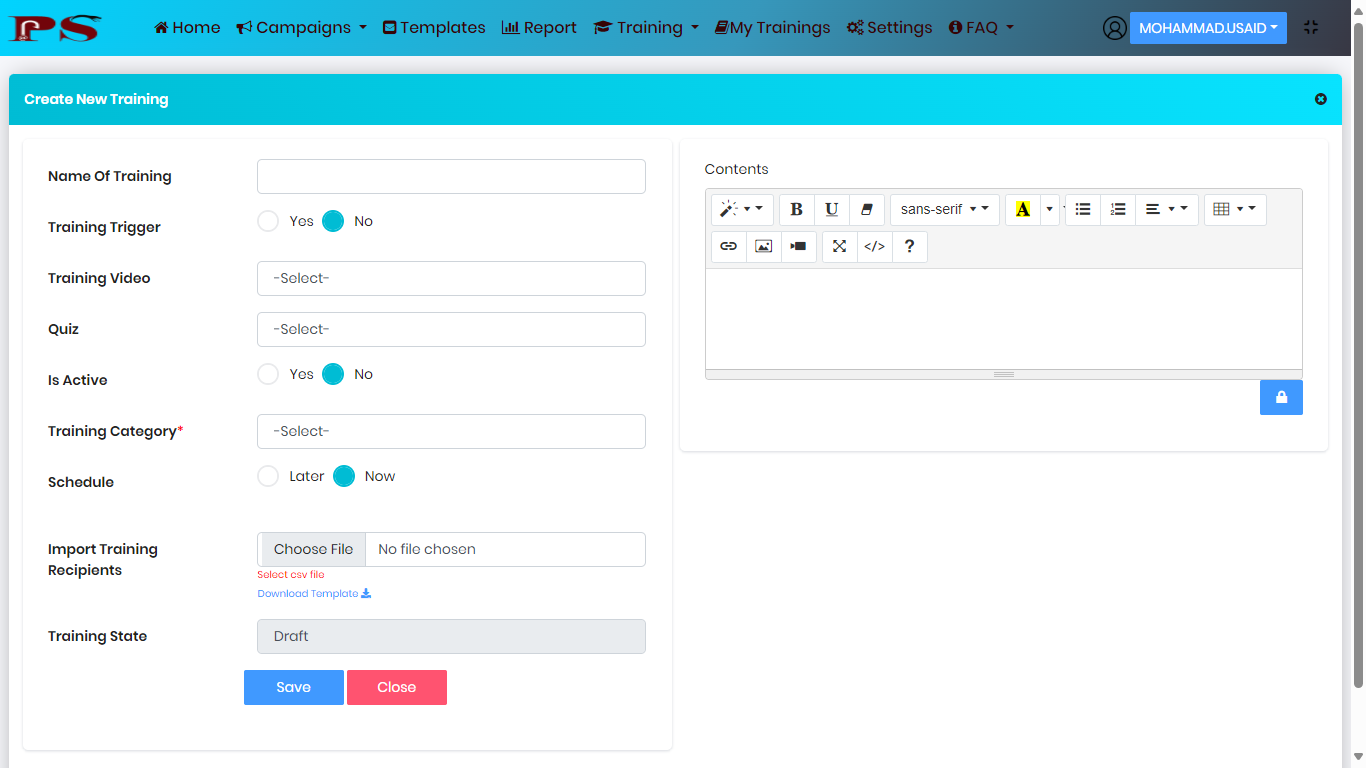 PS Home Campaigns Templates Report Training My Trainings Settings FAQ MOHAMMAD.USAID
Create New Training
Name Of Training
Training Trigger Yes No
Training Video -Select-
Quiz -Select-
Is Active Yes No
Training Category* -Select-
Schedule Later Now
Import Training Recipients Choose File No file chosen
Select csv file
Download Template
Training State Draft
Save Close
Contents
B U sans-serif A
</> ?